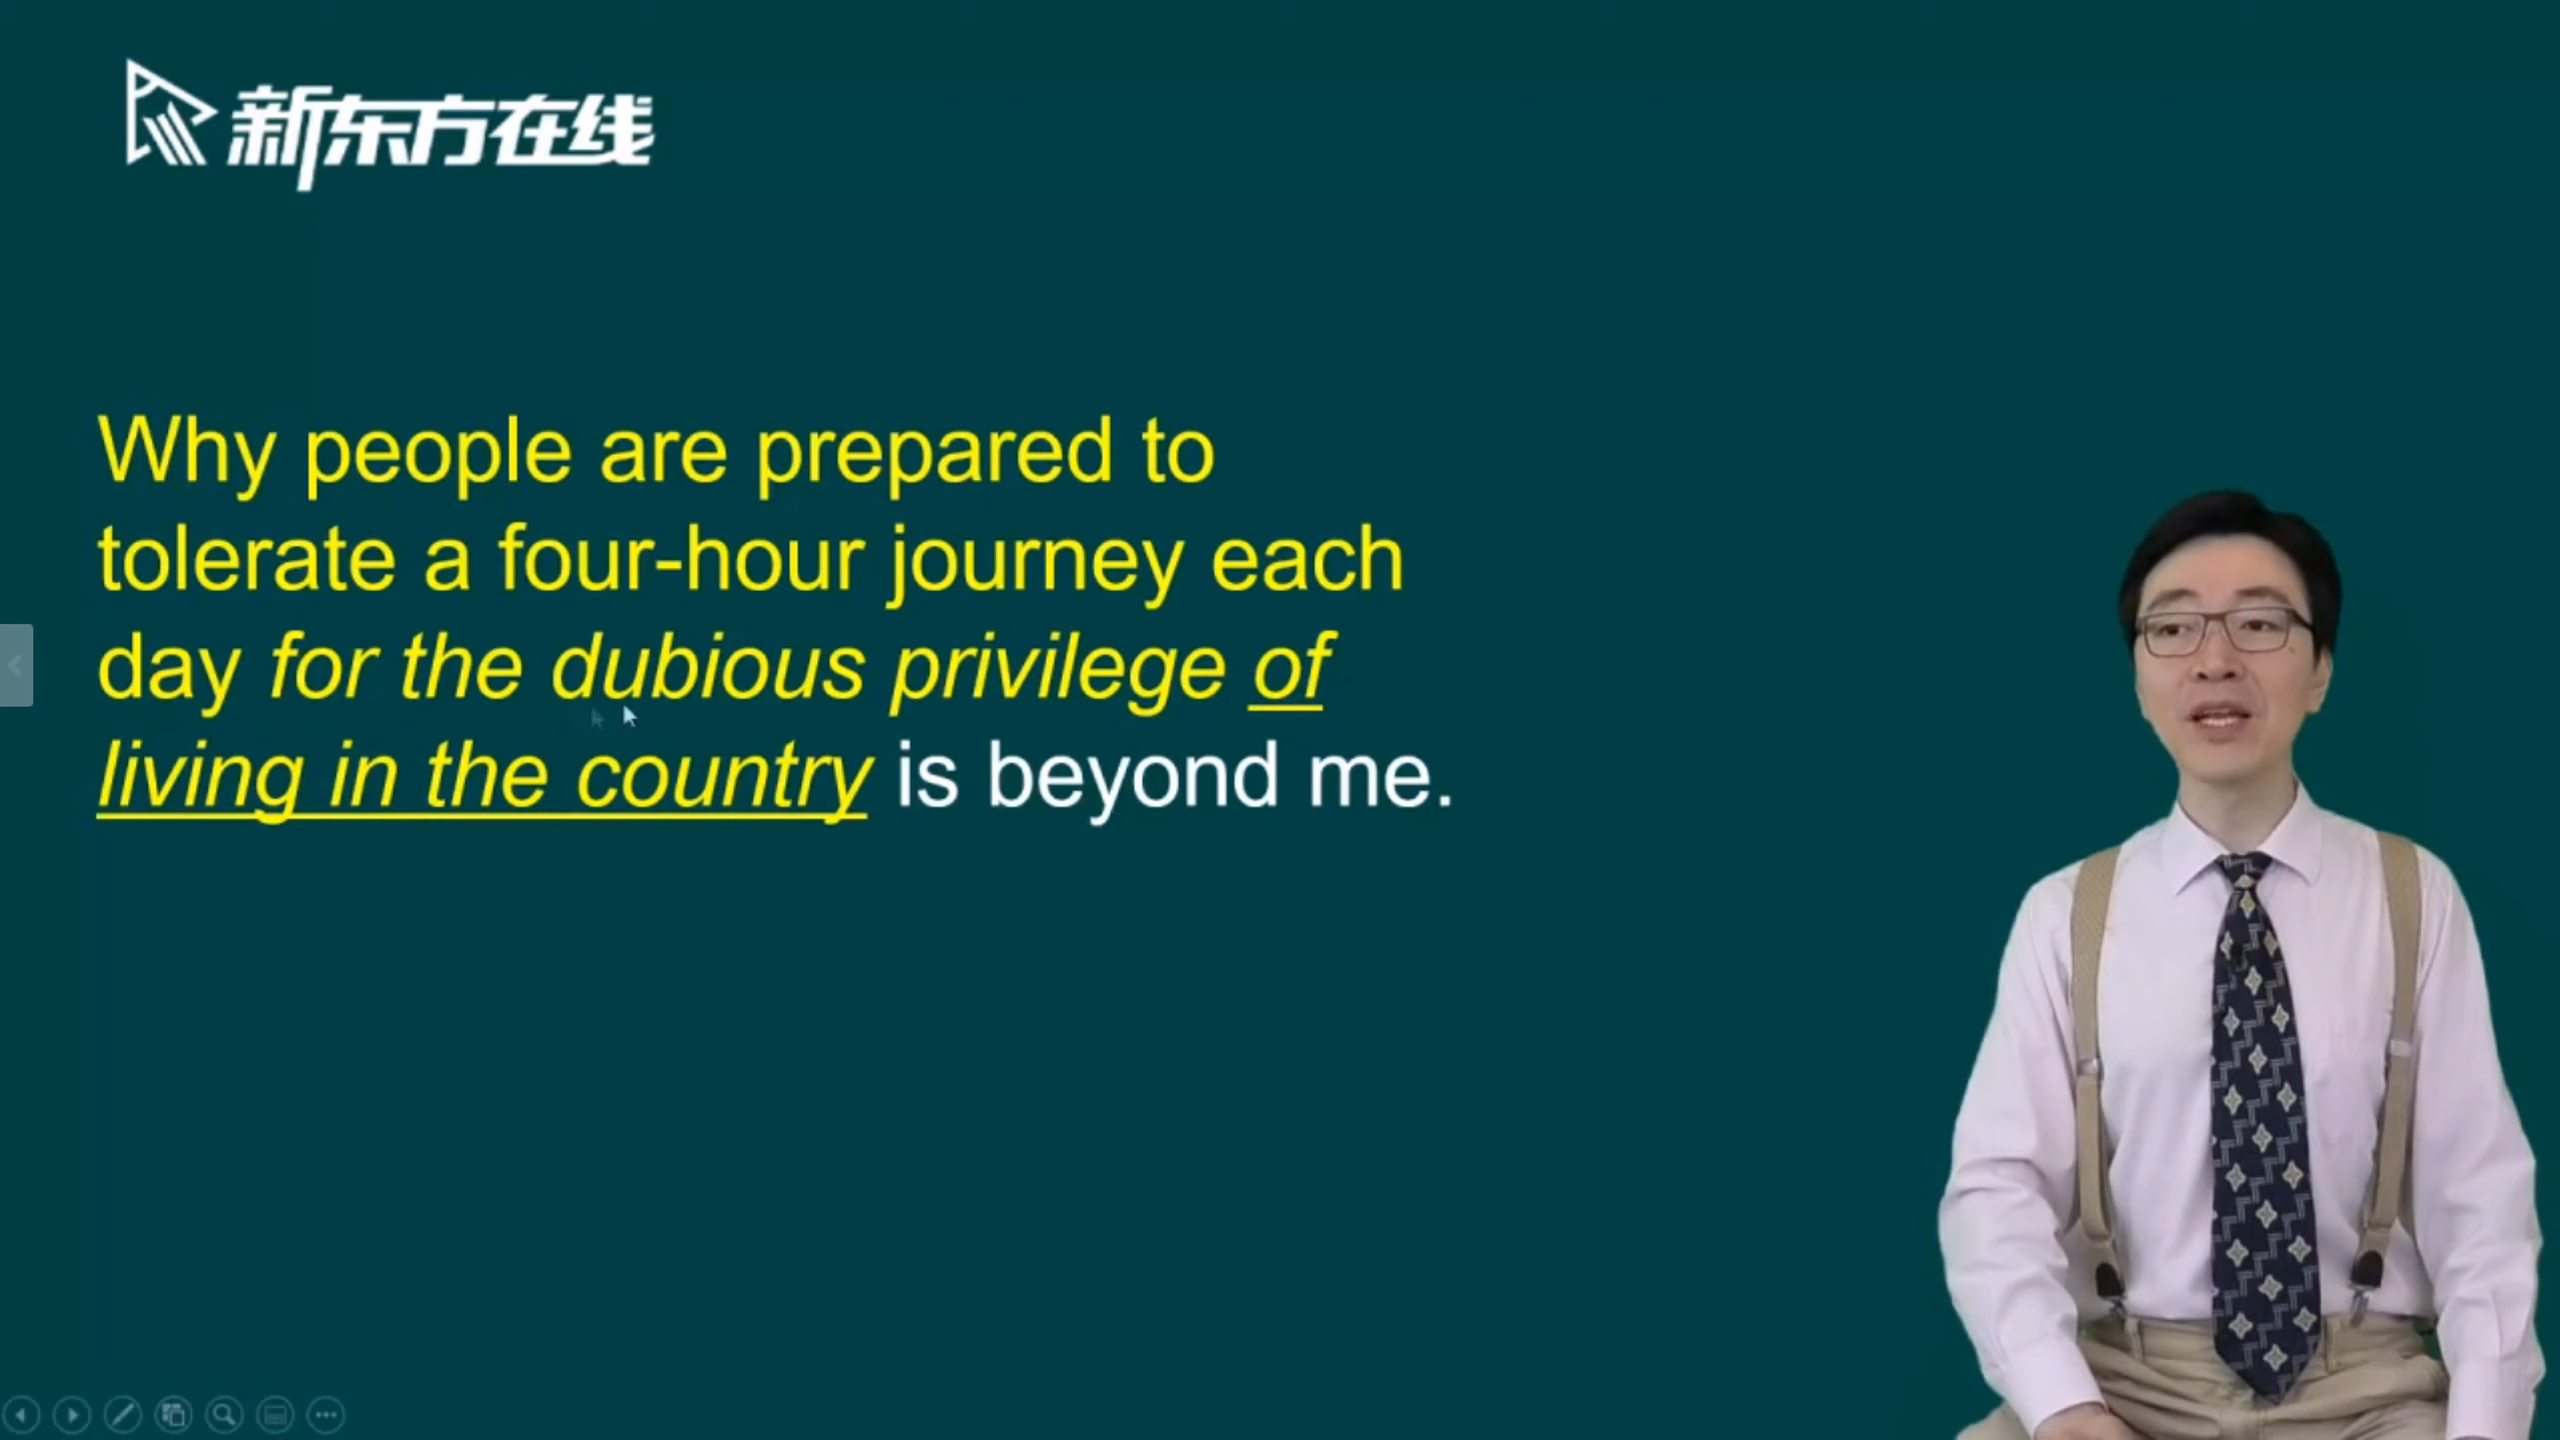 新东方在线
Why people are prepared to
tolerate a four-hour journey each
day for the dubious privilege of
living in the country is beyond me.